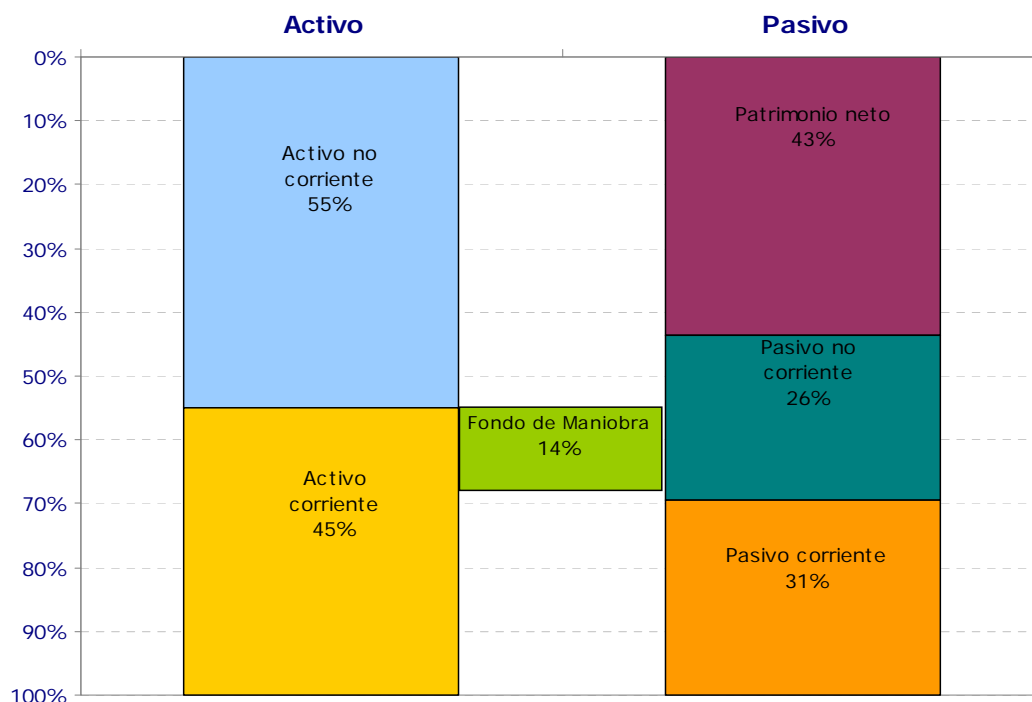 Activo
Pasivo
0%
10%
20%
30%
40%
50%
60%
70%
80%
90%
100%
Activo no
corriente
55%
Activo
corriente
45%
Fondo de Maniobra
14%
Patrimonio neto
43%
Pasivo no
corriente
26%
Pasivo corriente
31%